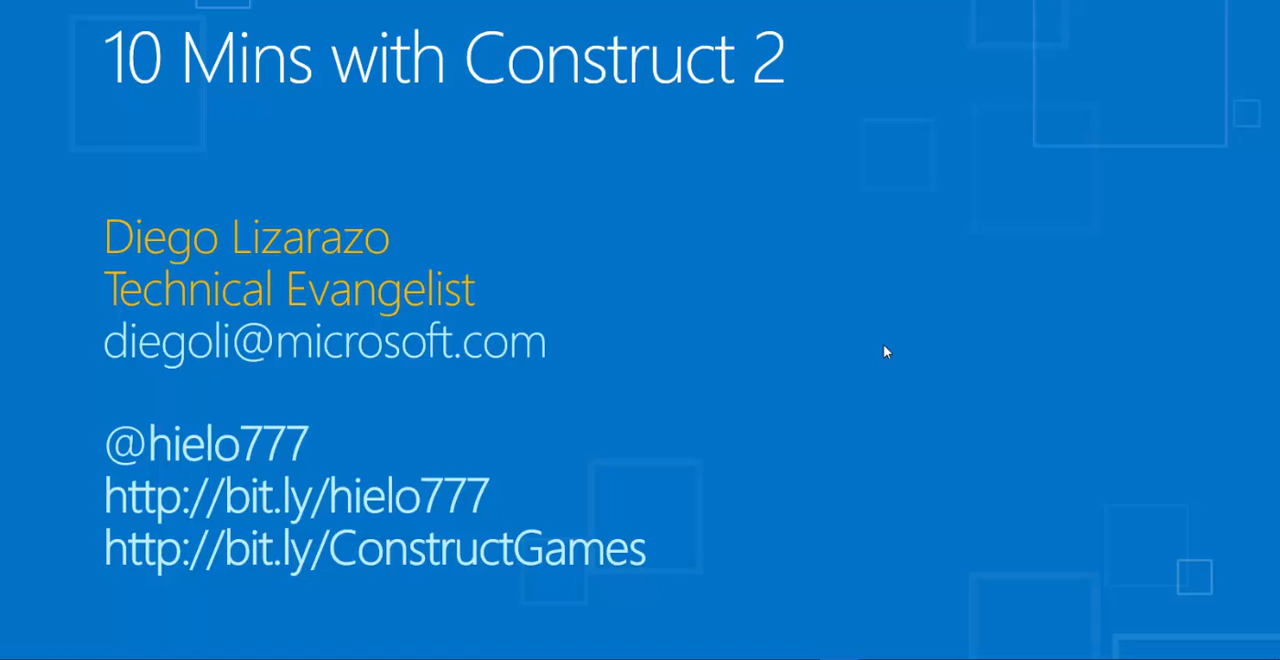 10 Mins with Construct 2
Diego Lizarazo
Technical Evangelist
diegoli@microsoft.com
@hielo777
http://bit.ly/hielo777
http://bit.ly/ConstructGames